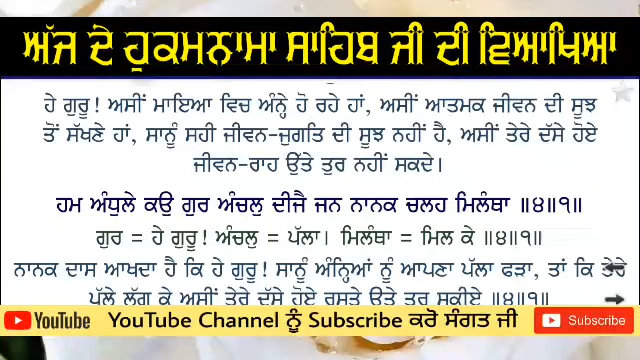 ਅੱਜ ਦੇ ਹੁਕਮਨਾਮਾ ਸਾਹਿਬ ਜੀ ਦੀ ਵਿਆਖਿਆ
ਹੇ ਗੁਰੂ! ਅਸੀਂ ਮਾਇਆ ਵਿਚ ਅੰਨ੍ਹੇ ਹੋ ਰਹੇ ਹਾਂ, ਅਸੀਂ ਆਤਮਕ ਜੀਵਨ ਦੀ ਸੂਝ
ਤੋਂ ਸੱਖਣੇ ਹਾਂ, ਸਾਨੂੰ ਸਹੀ ਜੀਵਨ-ਜੁਗਤਿ ਦੀ ਸੂਝ ਨਹੀਂ ਹੈ, ਅਸੀਂ ਤੇਰੇ ਦੱਸੇ ਹੋਏ
ਜੀਵਨ-ਰਾਹ ਉੱਤੇ ਤੁਰ ਨਹੀਂ ਸਕਦੇ।
ਹਮ ਅੰਧੁਲੇ ਕਉ ਗੁਰ ਅੰਚਲੁ ਦੀਜੈ ਜਨ ਨਾਨਕ ਚਲਹ ਮਿਲੰਥਾ ॥੪॥੧॥
ਗੁਰ = ਹੇ ਗੁਰੂ! ਅੰਚਲੁ = ਪੱਲਾ। ਮਿਲੰਥਾ = ਮਿਲ ਕੇ ॥੪॥੧॥
ਨਾਨਕ ਦਾਸ ਆਖਦਾ ਹੈ ਕਿ ਹੇ ਗੁਰੂ! ਸਾਨੂੰ ਅੰਨ੍ਹਿਆਂ ਨੂੰ ਆਪਣਾ ਪੱਲਾ ਫੜਾ, ਤਾਂ ਕਿ ਤੇਰੇ
ਪੱਲੇ ਲੱਗ ਕੇ ਅਸੀਂ ਤੇਰੇ ਦੱਸੇ ਹੋਏ ਰਸਤੇ ਉਤੇ ਤੁਰ ਸਕੀਏ ॥੪॥੧॥
YouTube YouTube Channel ਨੂੰ Subscribe ਕਰੋ ਸੰਗਤ ਜੀ Subscribe